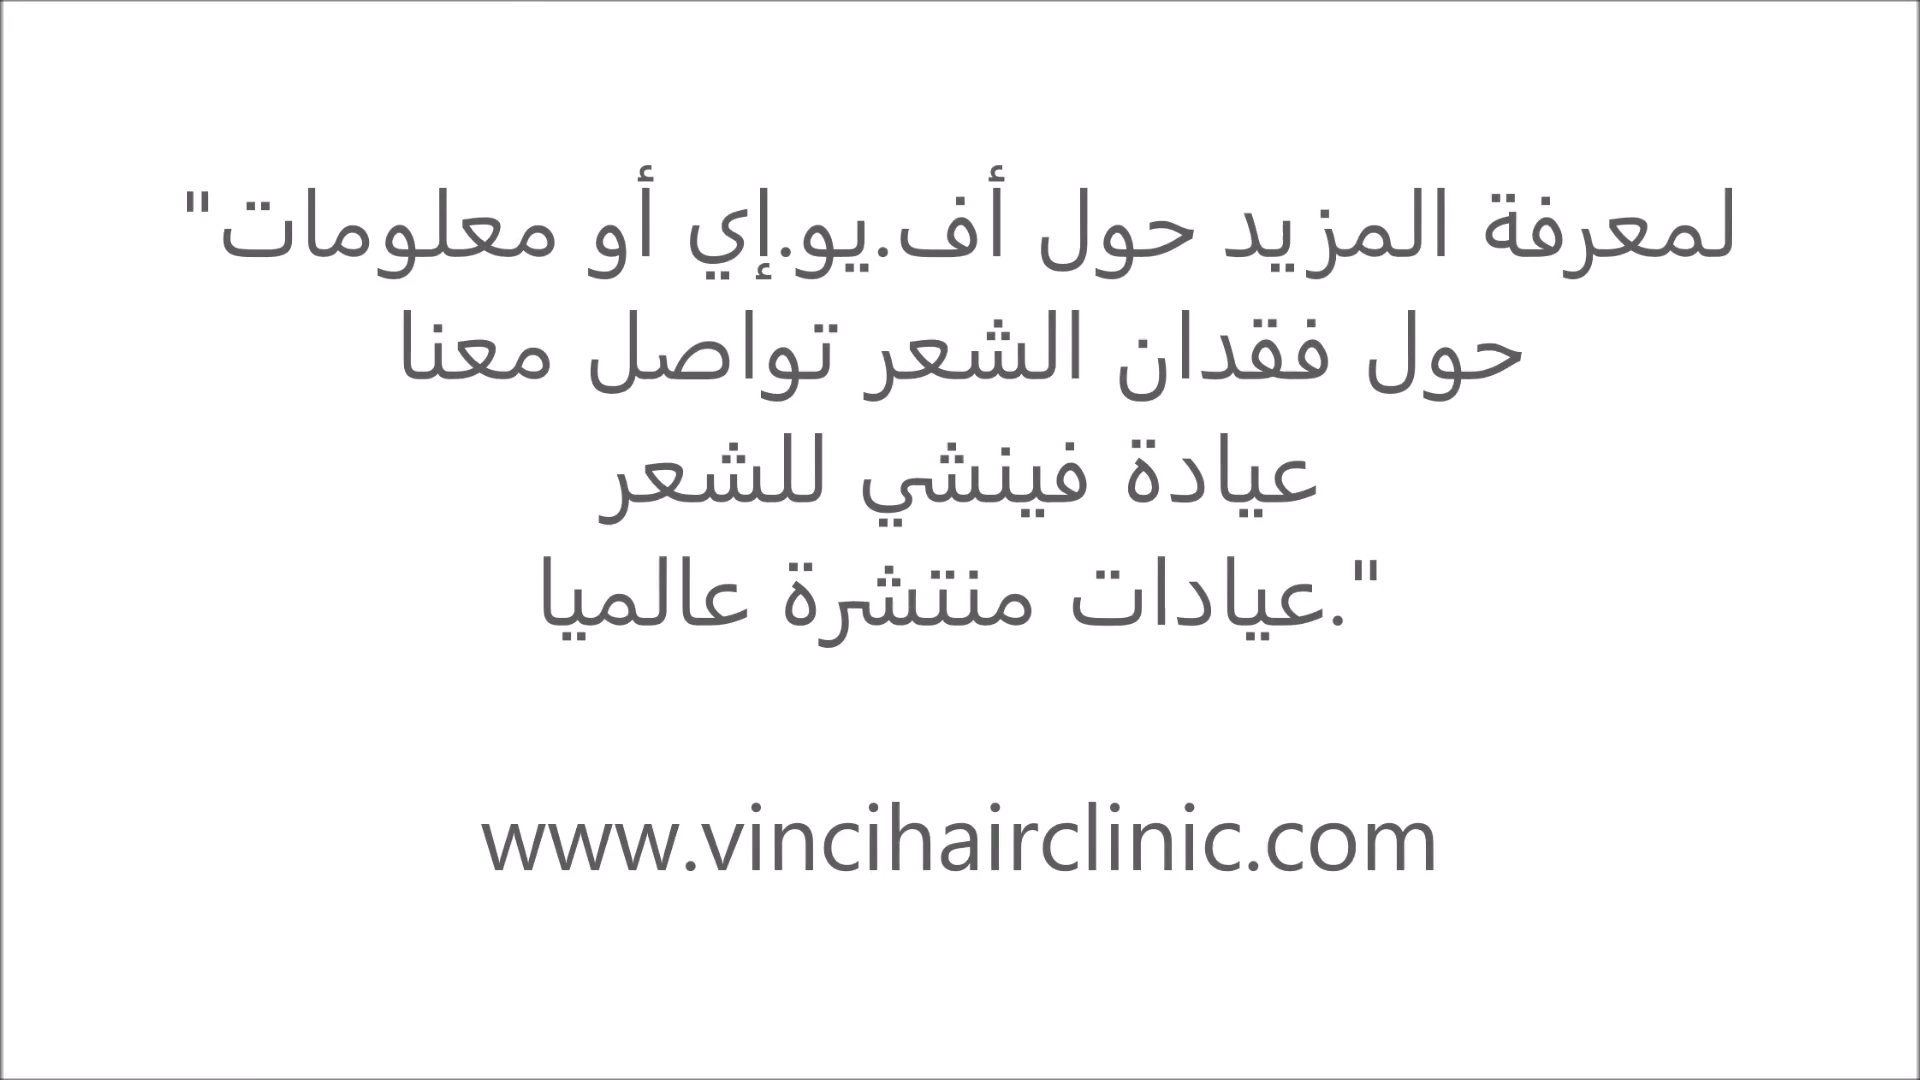 "لمعرفة المزيد حول أف.يو.إي أو معلومات
حول فقدان الشعر تواصل معنا
عيادة فينشي للشعر
عيادات منتشرة عالميا."
www.vincihairclinic.com